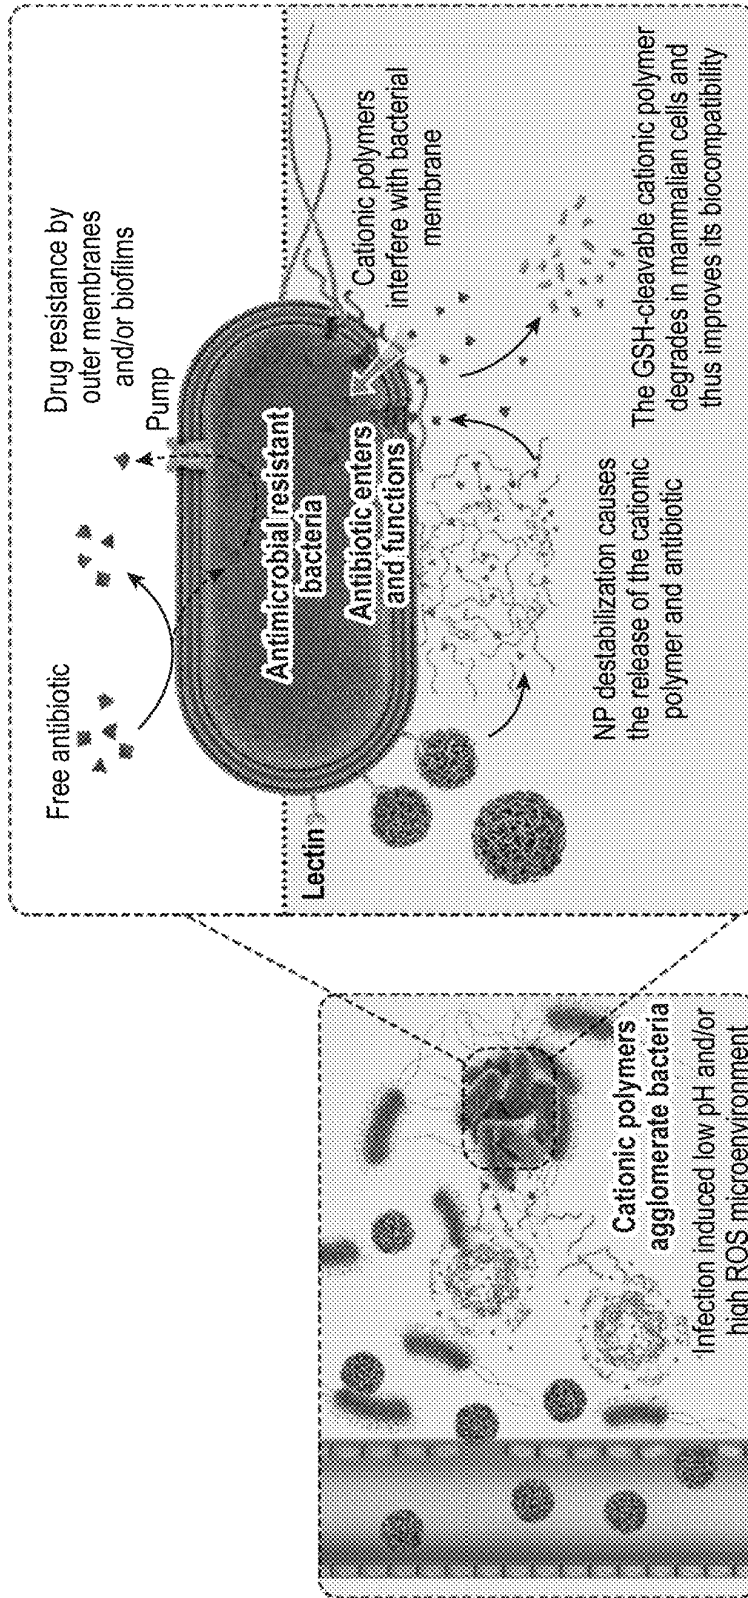 Free antibiotic
Drug resistance by
outer membranes
and/or biofilms
Pump
Antimicrobial resistant
bacteria
Lectin
Antibiotic enters
and functions
Cationic polymers
interfere with bacterial
membrane
NP destabilization causes
the release of the cationic
polymer and antibiotic
The GSH-cleavable cationic polymer
degrades in mammalian cells and
thus improves its biocompatibility
Cationic polymers
agglomerate bacteria
Infection induced low pH and/or
high ROS microenvironment